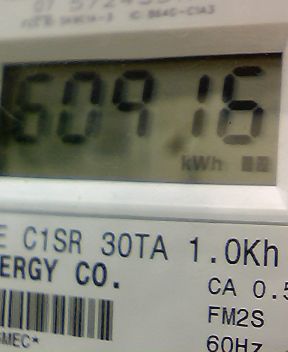 60916
kWh
E C1SR 30TA 1.0Kh
ERGY CO.
CA 0.5
FM2S
60Hz